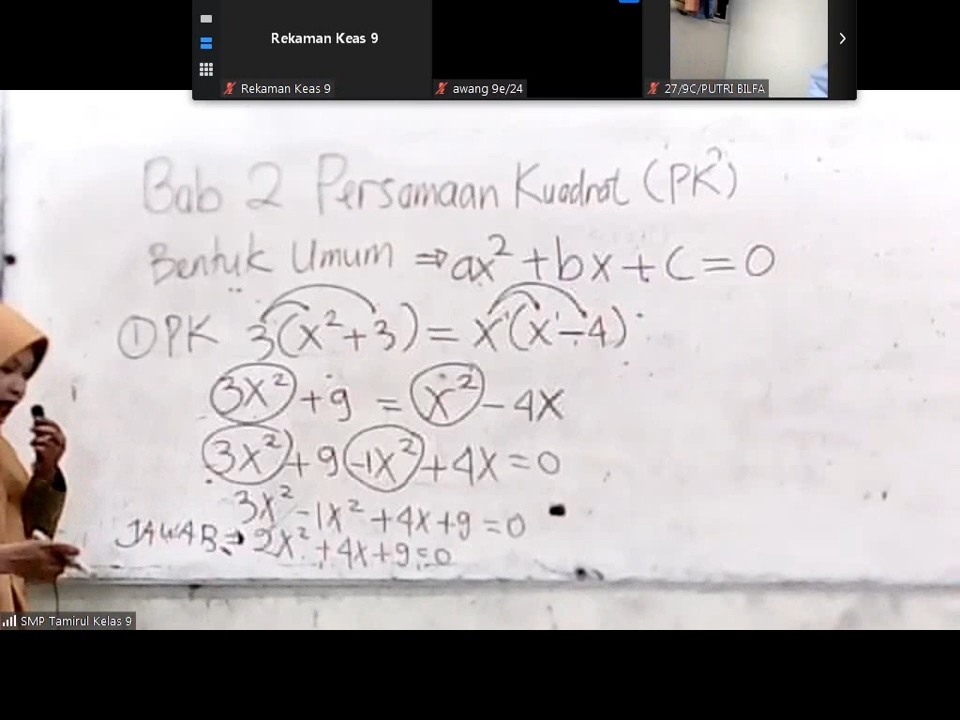 Rekaman Keas 9
Rekaman Keas 9
awang 9e/24
27/9C/PUTRI BILFA
Bab 2 Persamaan Kuadrat (PK²)
Bentuk Umum ⇒ ax² + bx + c = 0
① PK 3(x² + 3) = x(x - 4)
3x² + 9 = x² - 4x
3x² + 9 - 1x² + 4x = 0
3x² - 1x² + 4x + 9 = 0
JAWAB ⇒ 2x² + 4x + 9 = 0
SMP Tamirul Kelas 9